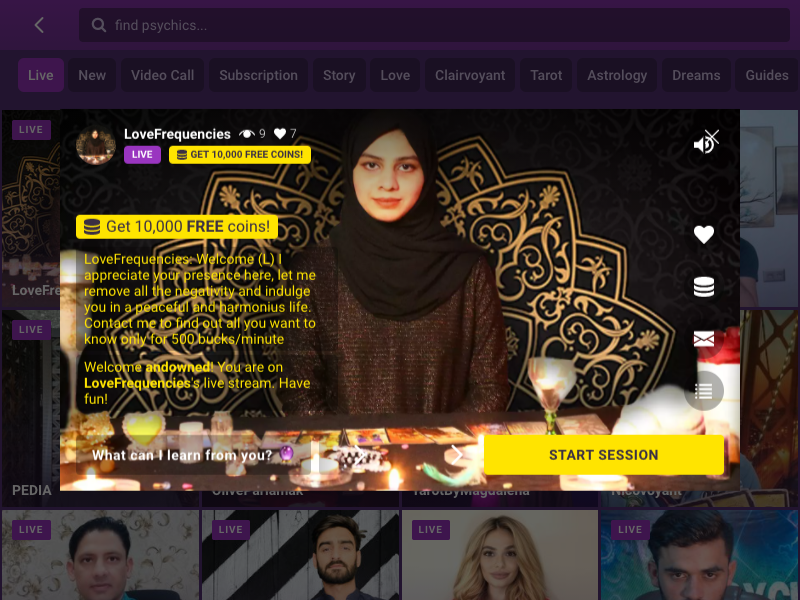 find psychics...
Live
New
Video Call
Subscription
Story
Love
Clairvoyant
Tarot
Astrology
Dreams
Guides
LIVE
LoveFrequencies 9 7
LIVE GET 10,000 FREE COINS!
Get 10,000 FREE coins!
LoveFrequencies: Welcome (L) I
appreciate your presence here, let me
remove all the negativity and indulge
you in a peaceful and harmonius life.
Contact me to find out all you want to
know only for 500 bucks/minute
Welcome andowned! You are on
LoveFrequencies's live stream. Have
fun!
LoveFre
LIVE
What can I learn from you?
START SESSION
PEDIA
OliverPariamak
TarotByMagdalena
Nicovoyant
LIVE
LIVE
LIVE
LIVE